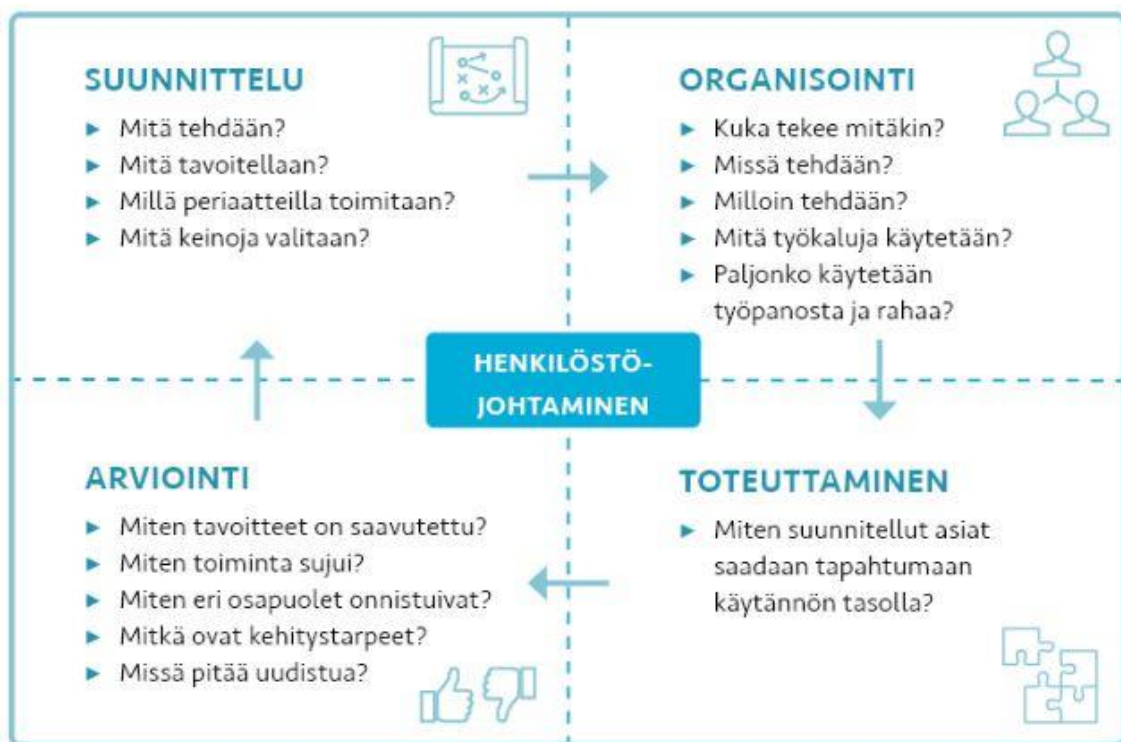 SUUNNITTELU
► Mitä tehdään?
► Mitä tavoitellaan?
► Millä periaatteilla toimitaan?
► Mitä keinoja valitaan?
ORGANISOINTI
► Kuka tekee mitäkin?
► Missä tehdään?
► Milloin tehdään?
► Mitä työkaluja käytetään?
► Paljonko käytetään
työpanosta ja rahaa?
HENKILÖSTÖ-
JOHTAMINEN
ARVIOINTI
► Miten tavoitteet on saavutettu?
► Miten toiminta sujui?
► Miten eri osapuolet onnistuivat?
► Mitkä ovat kehitystarpeet?
► Missä pitää uudistua?
TOTEUTTAMINEN
► Miten suunnitellut asiat
saadaan tapahtumaan
käytännön tasolla?